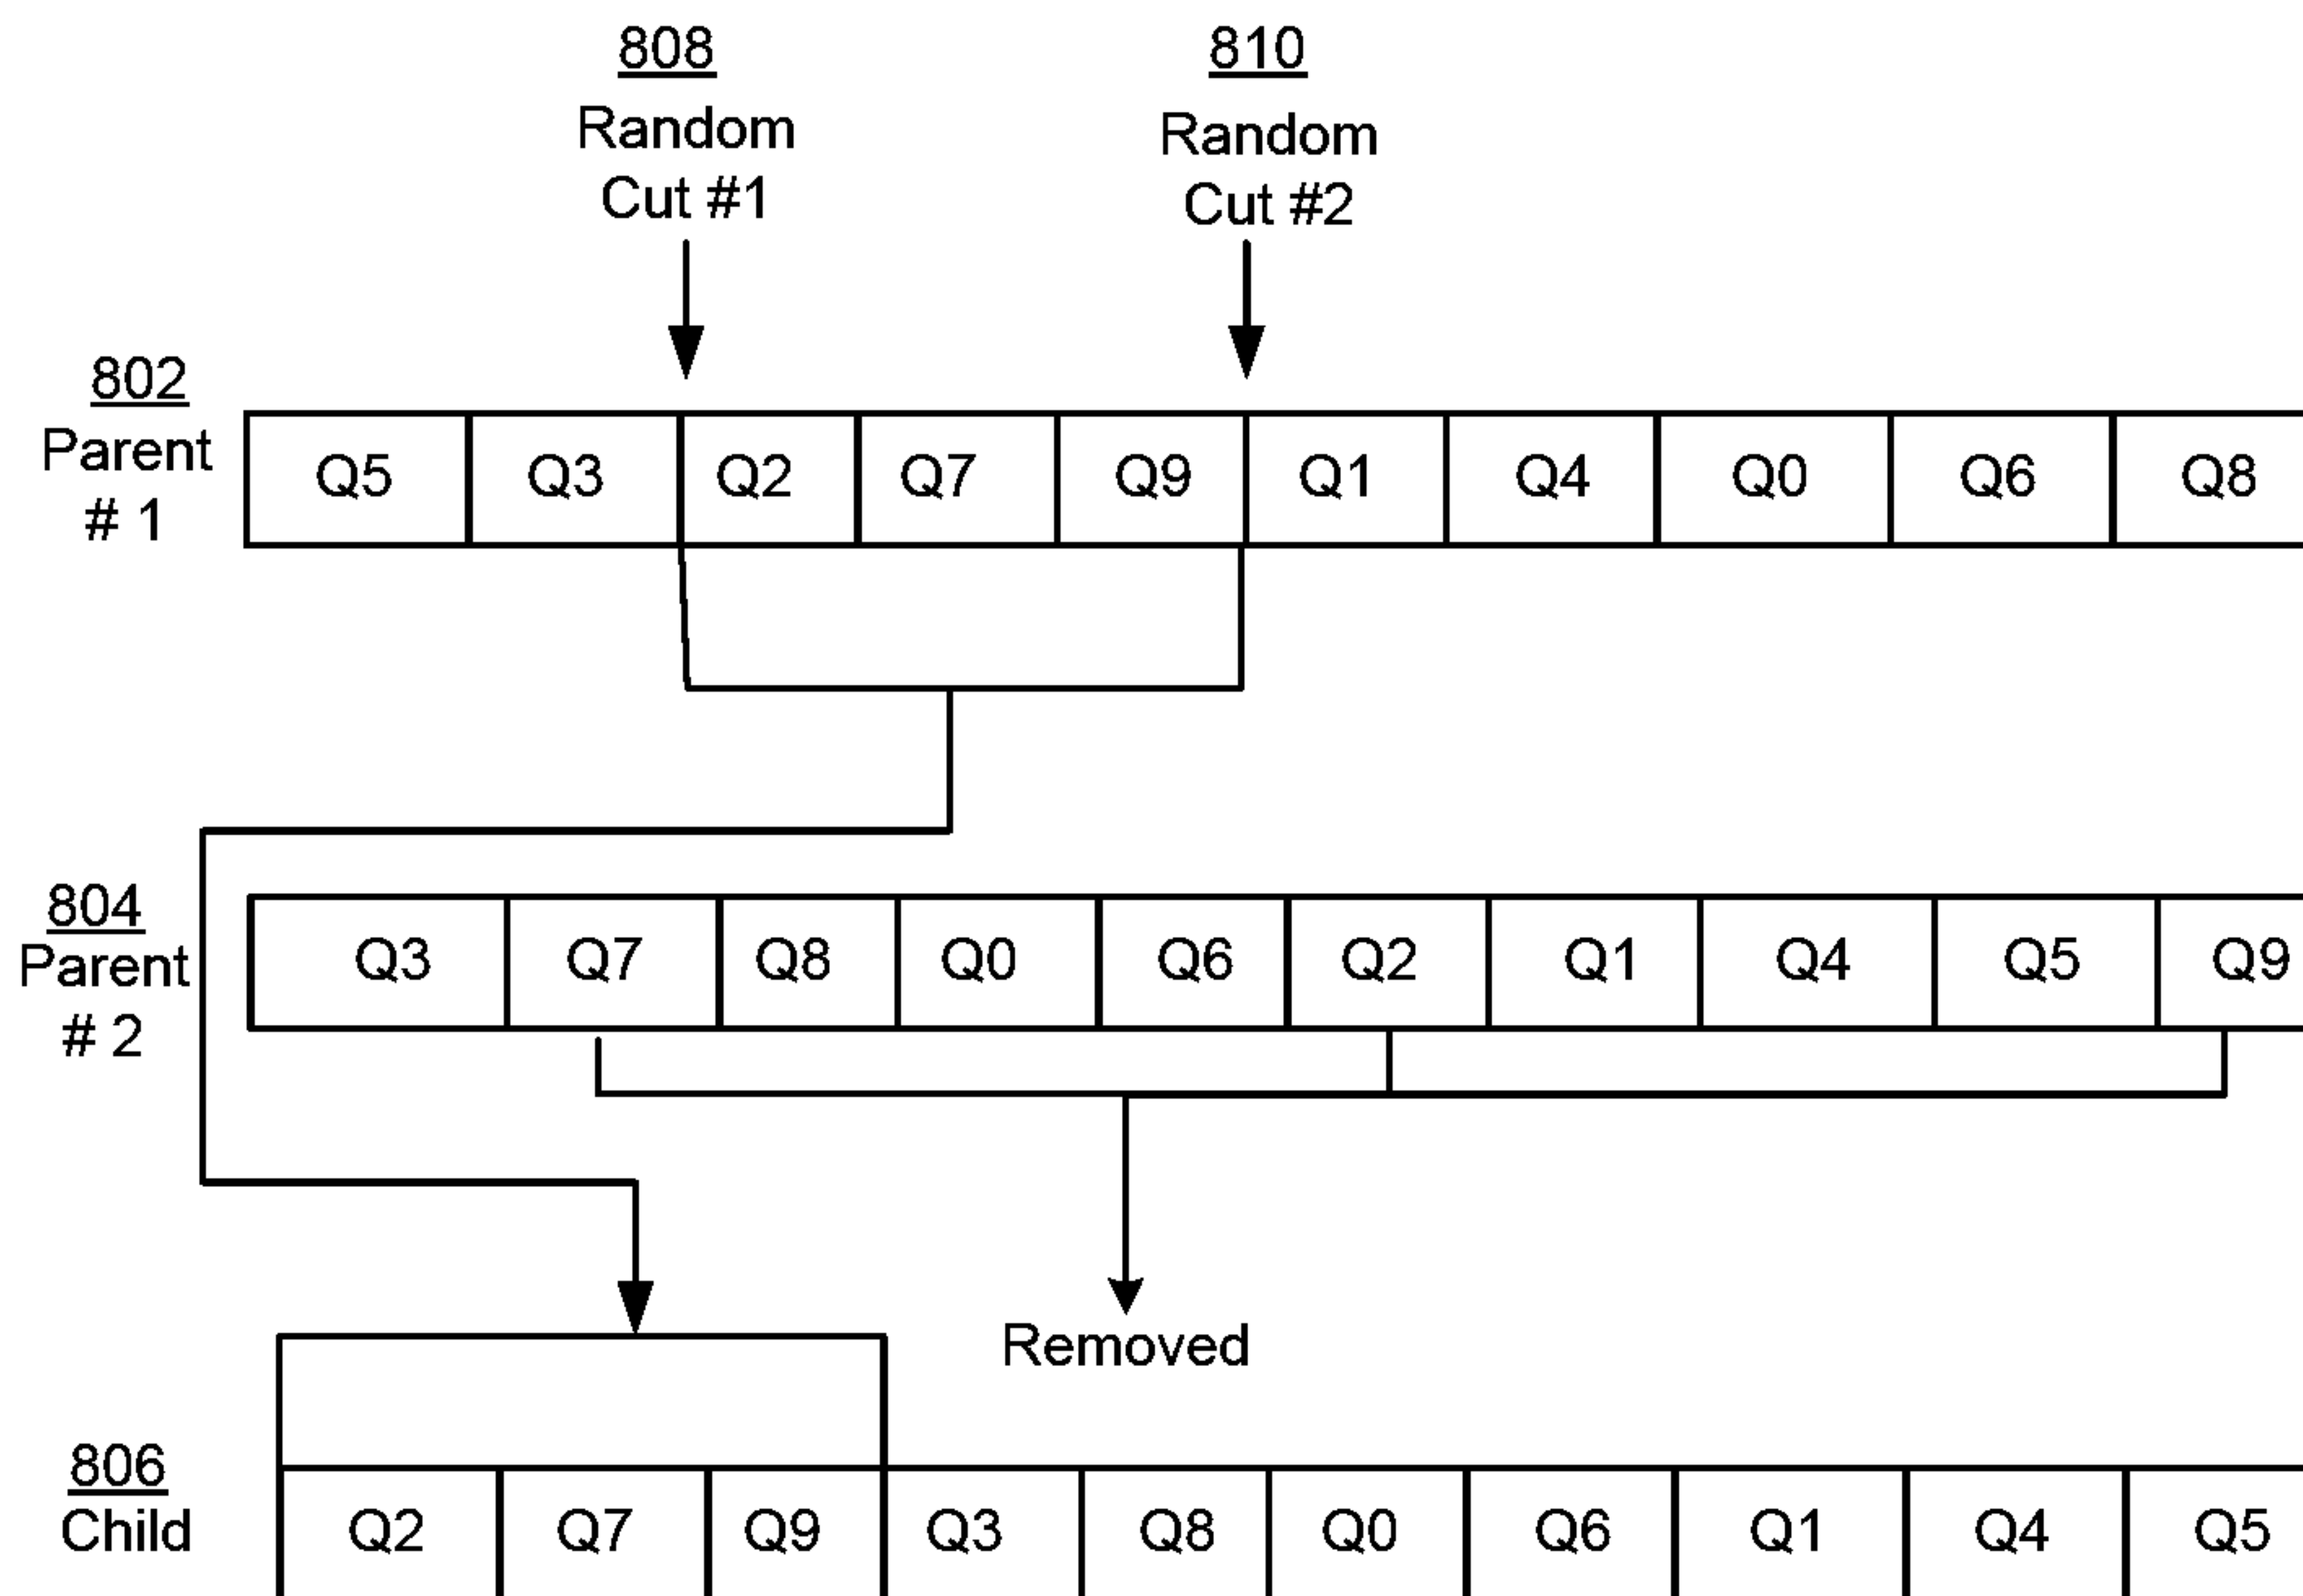 808
Random
Cut #1
810
Random
Cut #2
802
Parent
# 1
Q5 Q3 Q2 Q7 Q9 Q1 Q4 Q0 Q6 Q8
804
Parent
# 2
Q3 Q7 Q8 Q0 Q6 Q2 Q1 Q4 Q5 Q9
Removed
806
Child
Q2 Q7 Q9 Q3 Q8 Q0 Q6 Q1 Q4 Q5